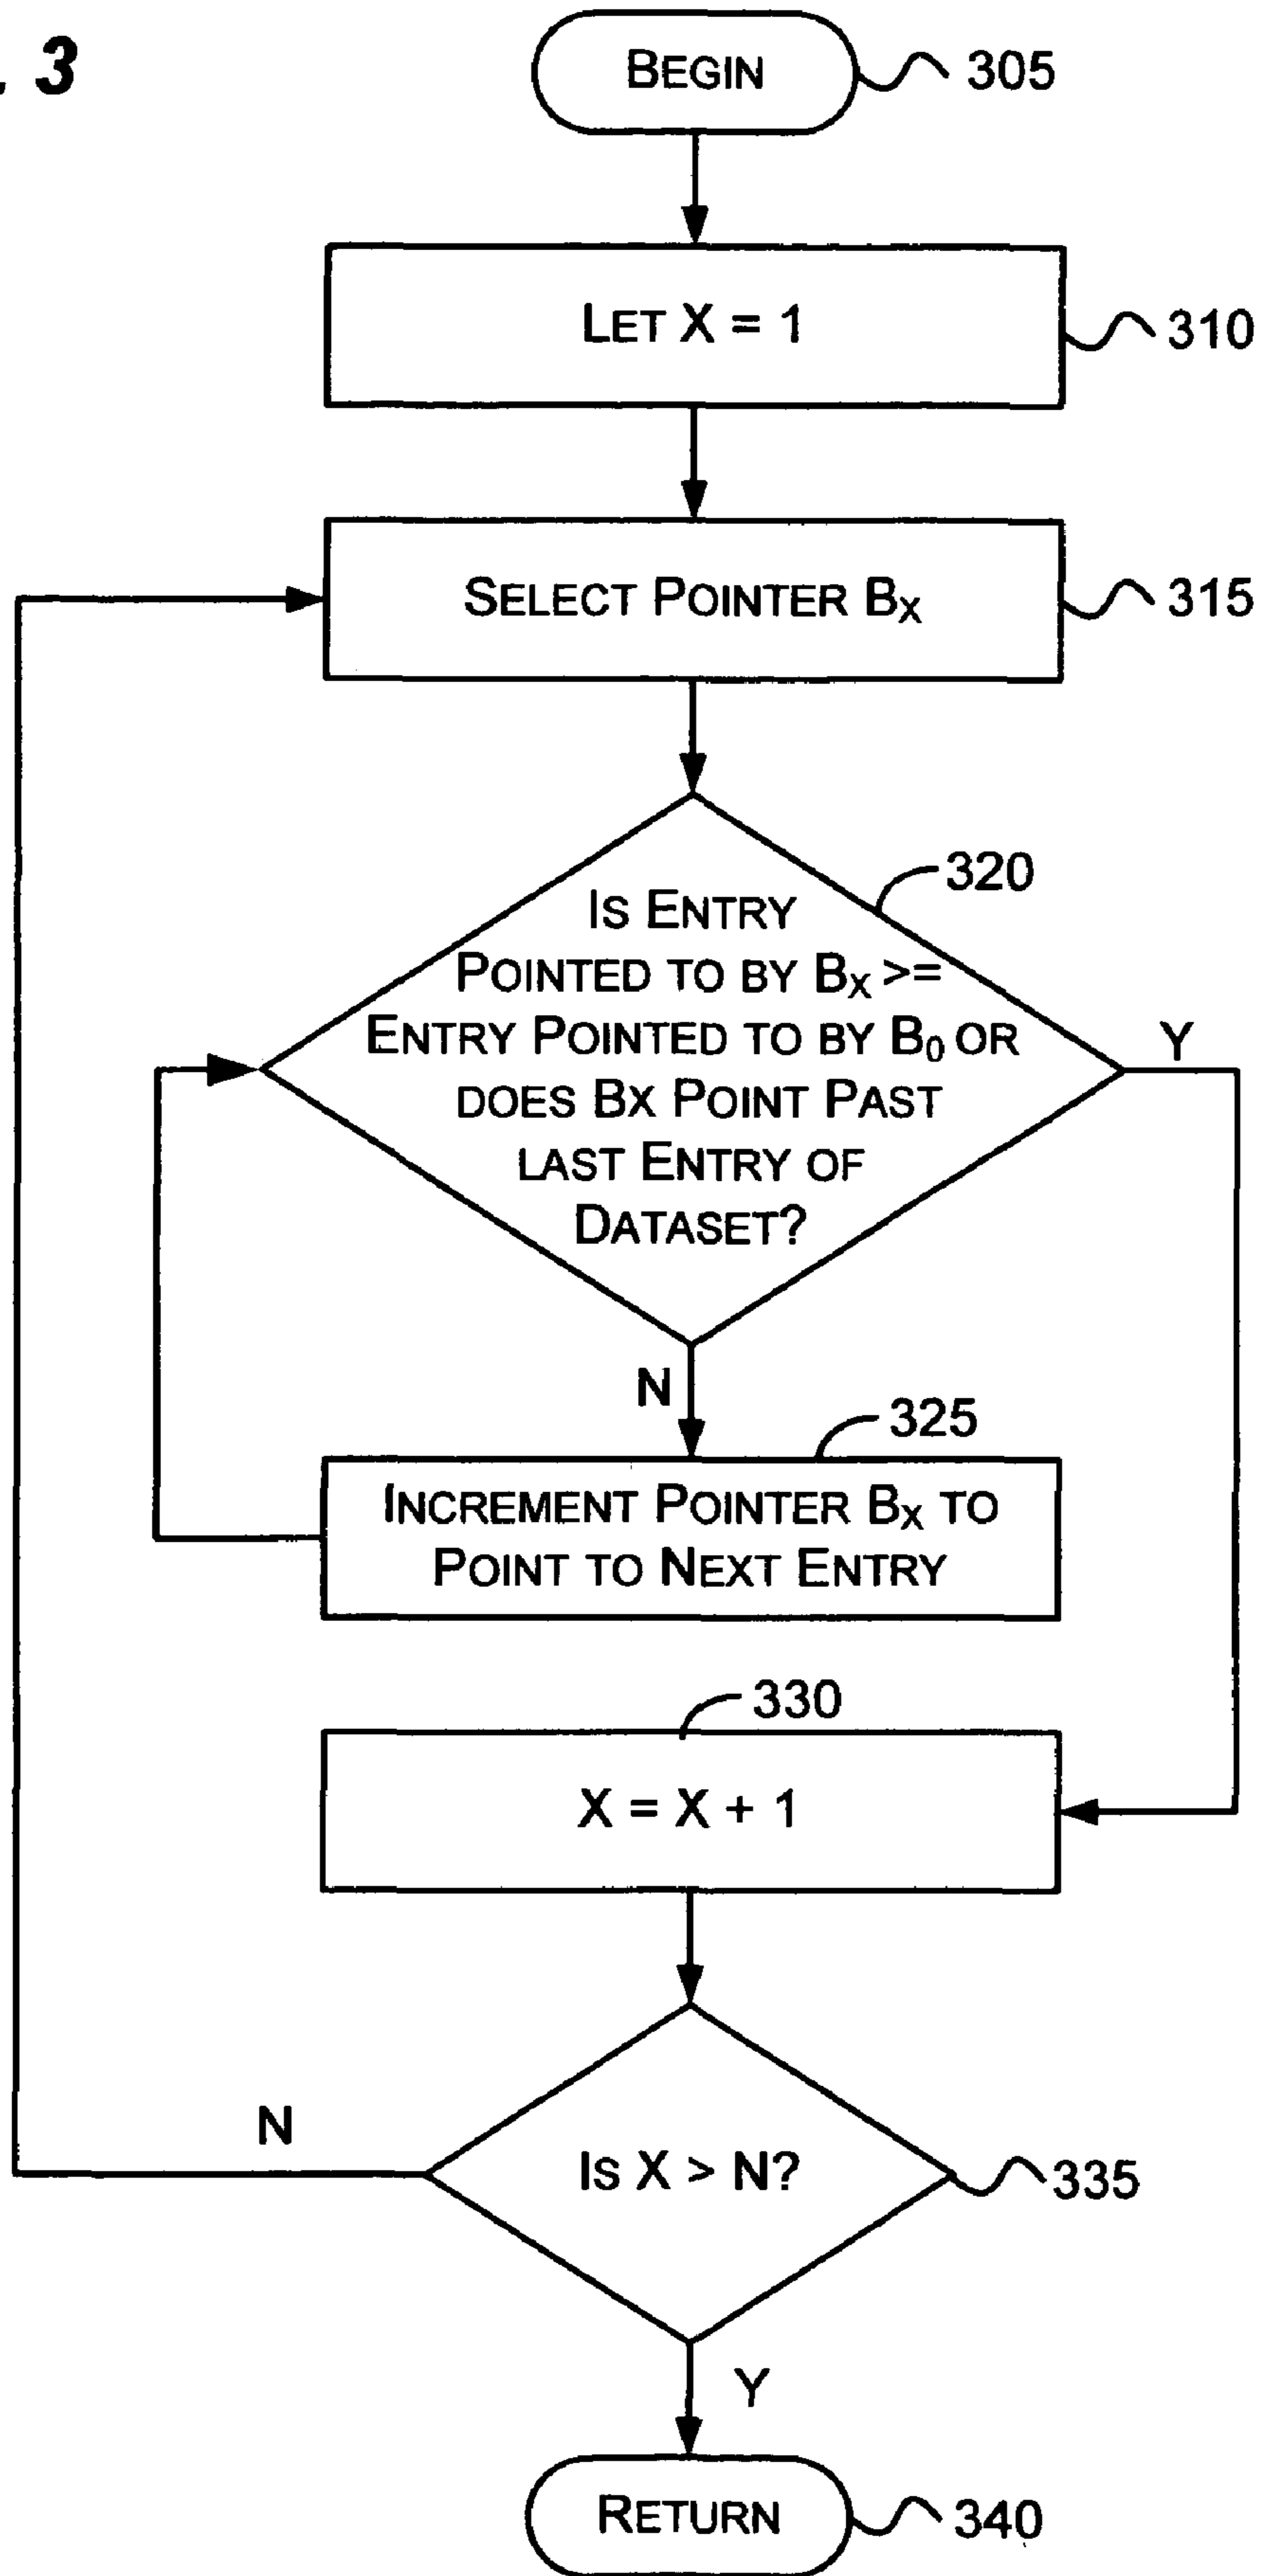 . 3
BEGIN
305
LET X = 1
310
SELECT POINTER BX
315
320
IS ENTRY
POINTED TO BY BX >=
ENTRY POINTED TO BY B0 OR
DOES BX POINT PAST
LAST ENTRY OF
DATASET?
Y
N
325
INCREMENT POINTER BX TO
POINT TO NEXT ENTRY
330
X = X + 1
N
IS X > N?
335
Y
RETURN
340